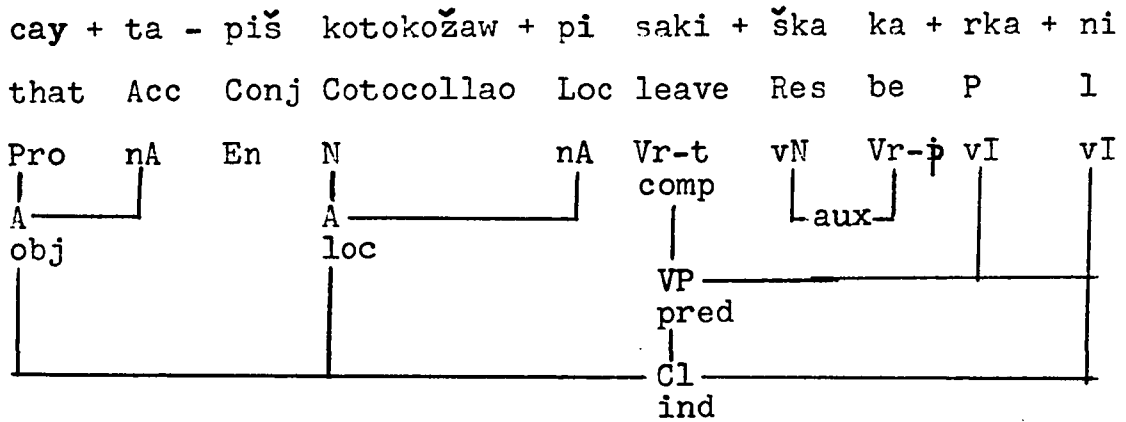 cay + ta - piš kotokožaw + pi saki + ška ka + rka + ni
that Acc Conj Cotocollao Loc leave Res be P 1
Pro nA En N nA Vr-t vN Vr-p vI vI
comp
A A aux
obj loc
VP
pred
Cl
ind